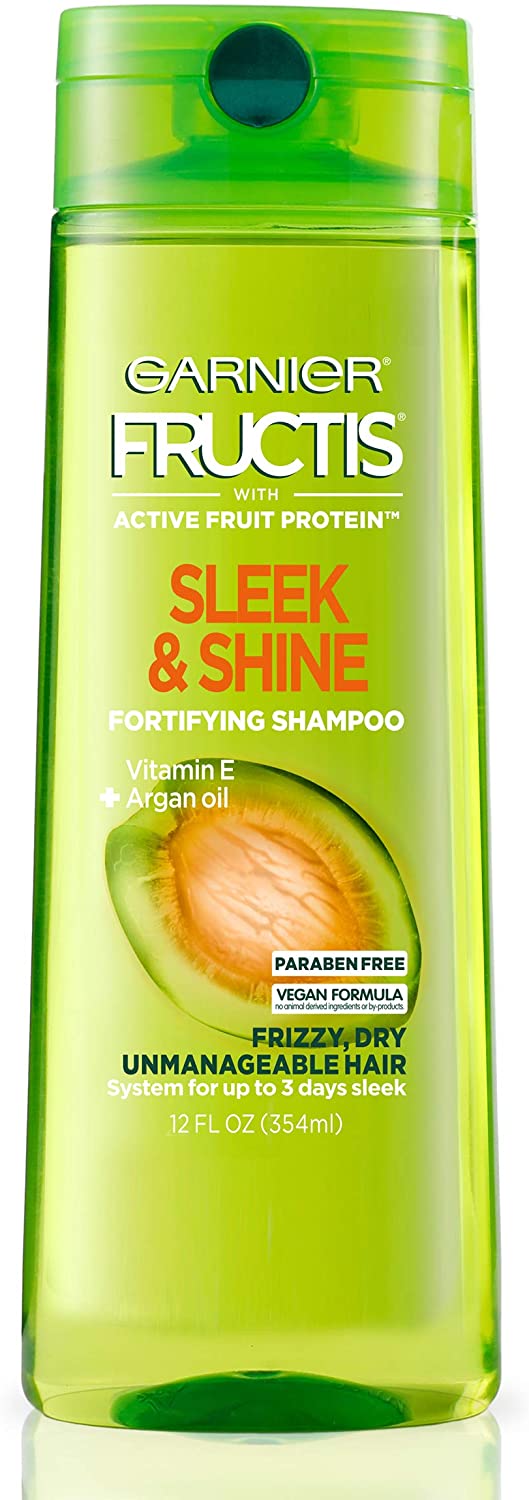 GARNIER®
FRUCTIS®
WITH
ACTIVE FRUIT PROTEIN™
SLEEK
& SHINE
FORTIFYING SHAMPOO
Vitamin E
+ Argan oil
PARABEN FREE
VEGAN FORMULA
no animal derived ingredients or by-products.
FRIZZY, DRY
UNMANAGEABLE HAIR
System for up to 3 days sleek
12 FL OZ (354ml)